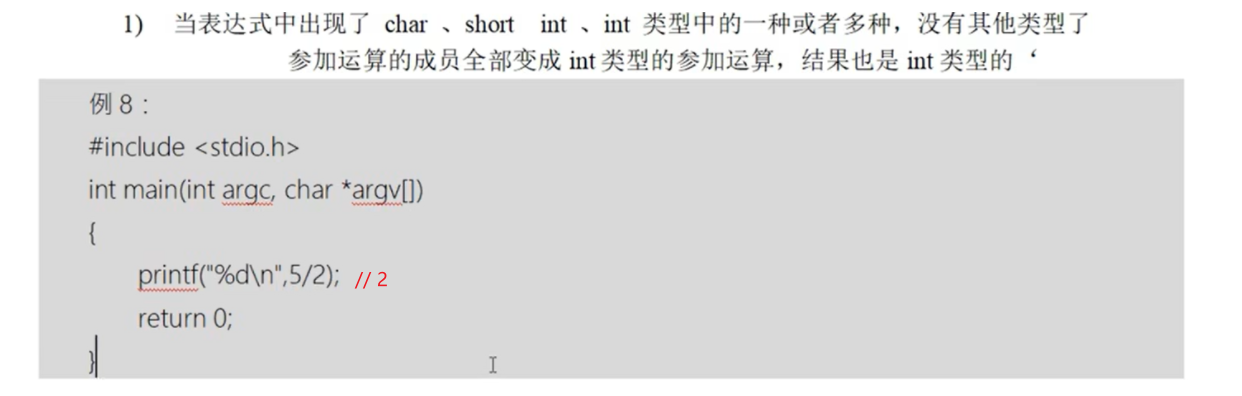 1) 当表达式中出现了 char 、short int 、int 类型中的一种或者多种，没有其他类型了
参加运算的成员全部变成 int 类型的参加运算，结果也是 int 类型的‘
例 8：
#include <stdio.h>
int main(int argc, char *argv[])
{
printf("%d\n",5/2); // 2
return 0;
}